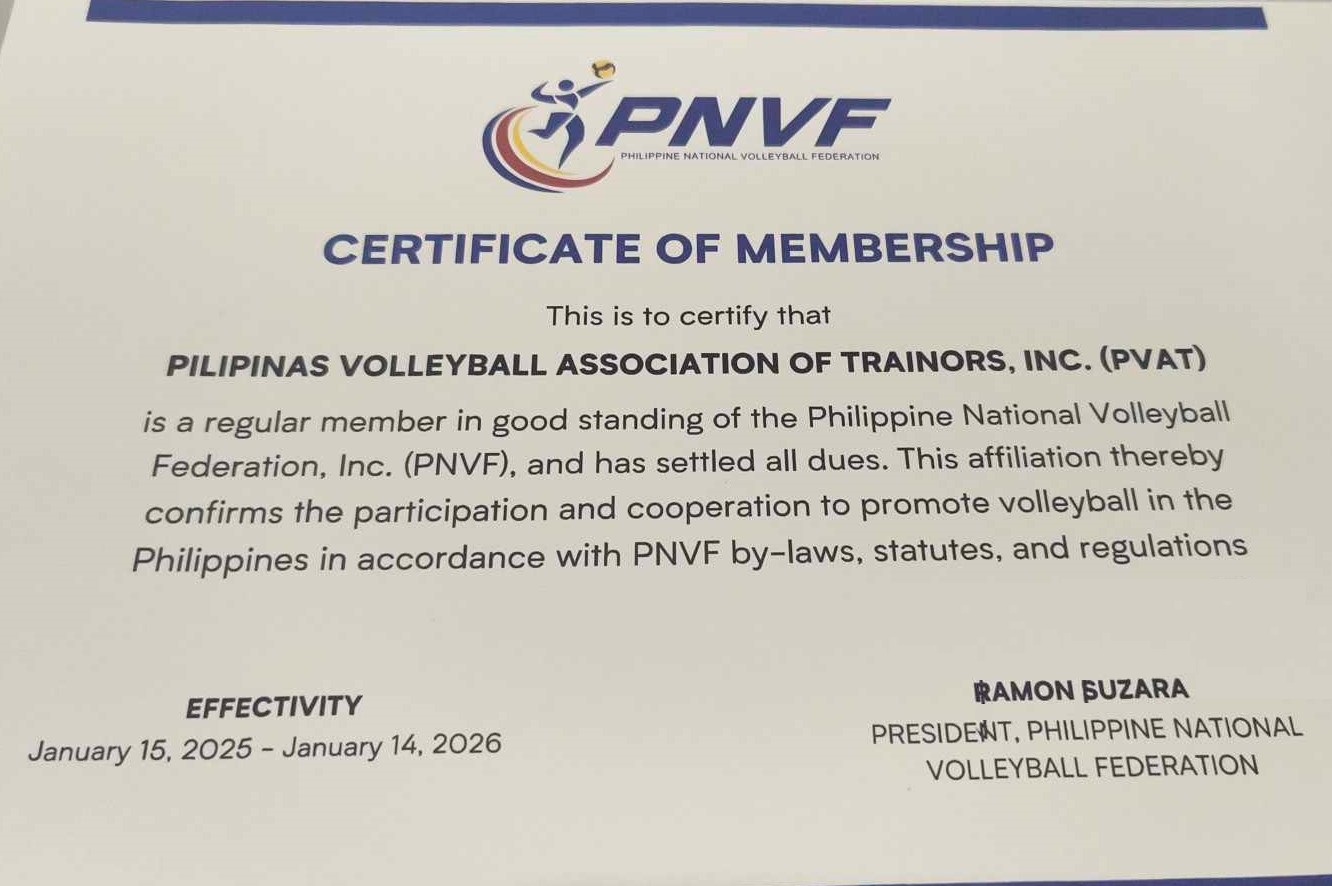 PNVF
PHILIPPINE NATIONAL VOLLEYBALL FEDERATION
CERTIFICATE OF MEMBERSHIP
This is to certify that
PILIPINAS VOLLEYBALL ASSOCIATION OF TRAINORS, INC. (PVAT)
is a regular member in good standing of the Philippine National Volleyball
Federation, Inc. (PNVF), and has settled all dues. This affiliation thereby
confirms the participation and cooperation to promote volleyball in the
Philippines in accordance with PNVF by-laws, statutes, and regulations
EFFECTIVITY
January 15, 2025 - January 14, 2026
RAMON SUZARA
PRESIDENT, PHILIPPINE NATIONAL
VOLLEYBALL FEDERATION